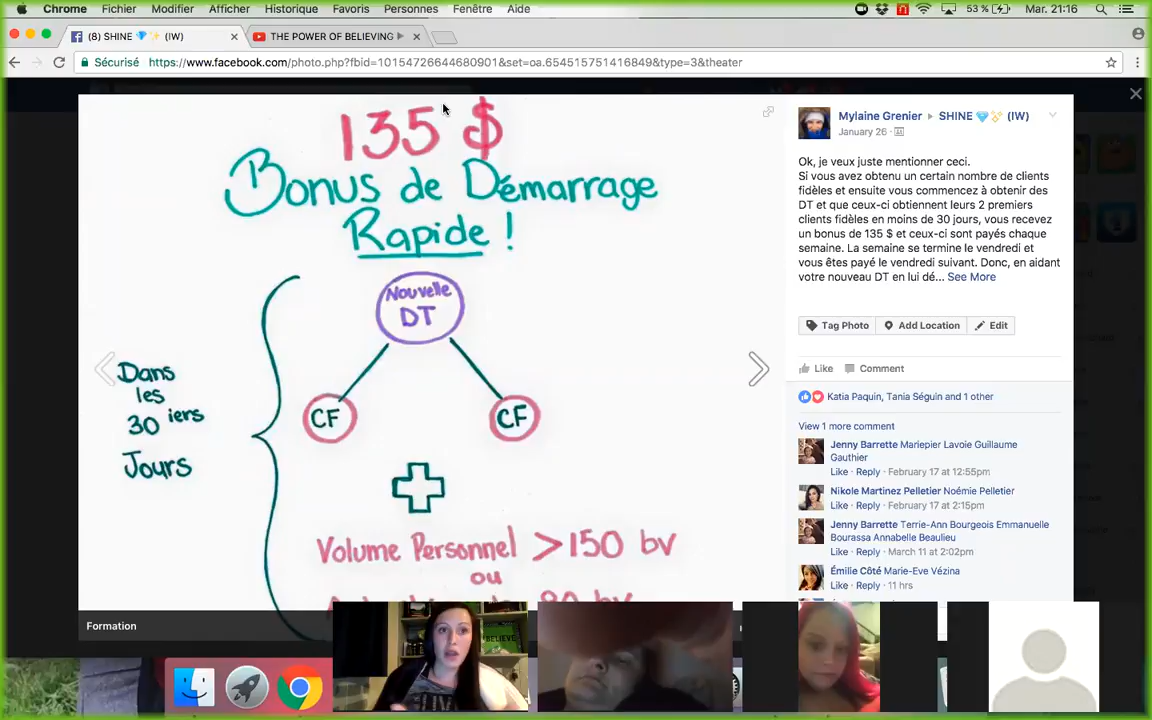 Chrome Fichier Modifier Afficher Historique Favoris Personnes Fenêtre Aide
53 % Mar. 21:16
(8) SHINE 💎✨ (IW)
THE POWER OF BELIEVING
Sécurisé https://www.facebook.com/photo.php?fbid=10154726644680901&set=oa.654515751416849&type=3&theater
135 $
Bonus de Démarrage
Rapide !
Nouvelle
DT
Dans
les
30 iers
Jours
CF CF
Volume Personnel >150 bv
ou
Formation
Mylaine Grenier ▸ SHINE 💎✨ (IW)
January 26 ·
Ok, je veux juste mentionner ceci.
Si vous avez obtenu un certain nombre de clients
fidèles et ensuite vous commencez à obtenir des
DT et que ceux-ci obtiennent leurs 2 premiers
clients fidèles en moins de 30 jours, vous recevez
un bonus de 135 $ et ceux-ci sont payés chaque
semaine. La semaine se termine le vendredi et
vous êtes payé le vendredi suivant. Donc, en aidant
votre nouveau DT en lui dé... See More
Tag Photo Add Location Edit
Like Comment
Katia Paquin, Tania Séguin and 1 other
View 1 more comment
Jenny Barrette Mariepier Lavoie Guillaume
Gauthier
Like · Reply · February 17 at 12:55pm
Nikole Martinez Pelletier Noémie Pelletier
Like · Reply · February 17 at 2:15pm
Jenny Barrette Terrie-Ann Bourgeois Emmanuelle
Bourassa Annabelle Beaulieu
Like · Reply · March 11 at 2:02pm
Émilie Côté Marie-Eve Vézina
Like · Reply · 11 hrs
BELIEVE